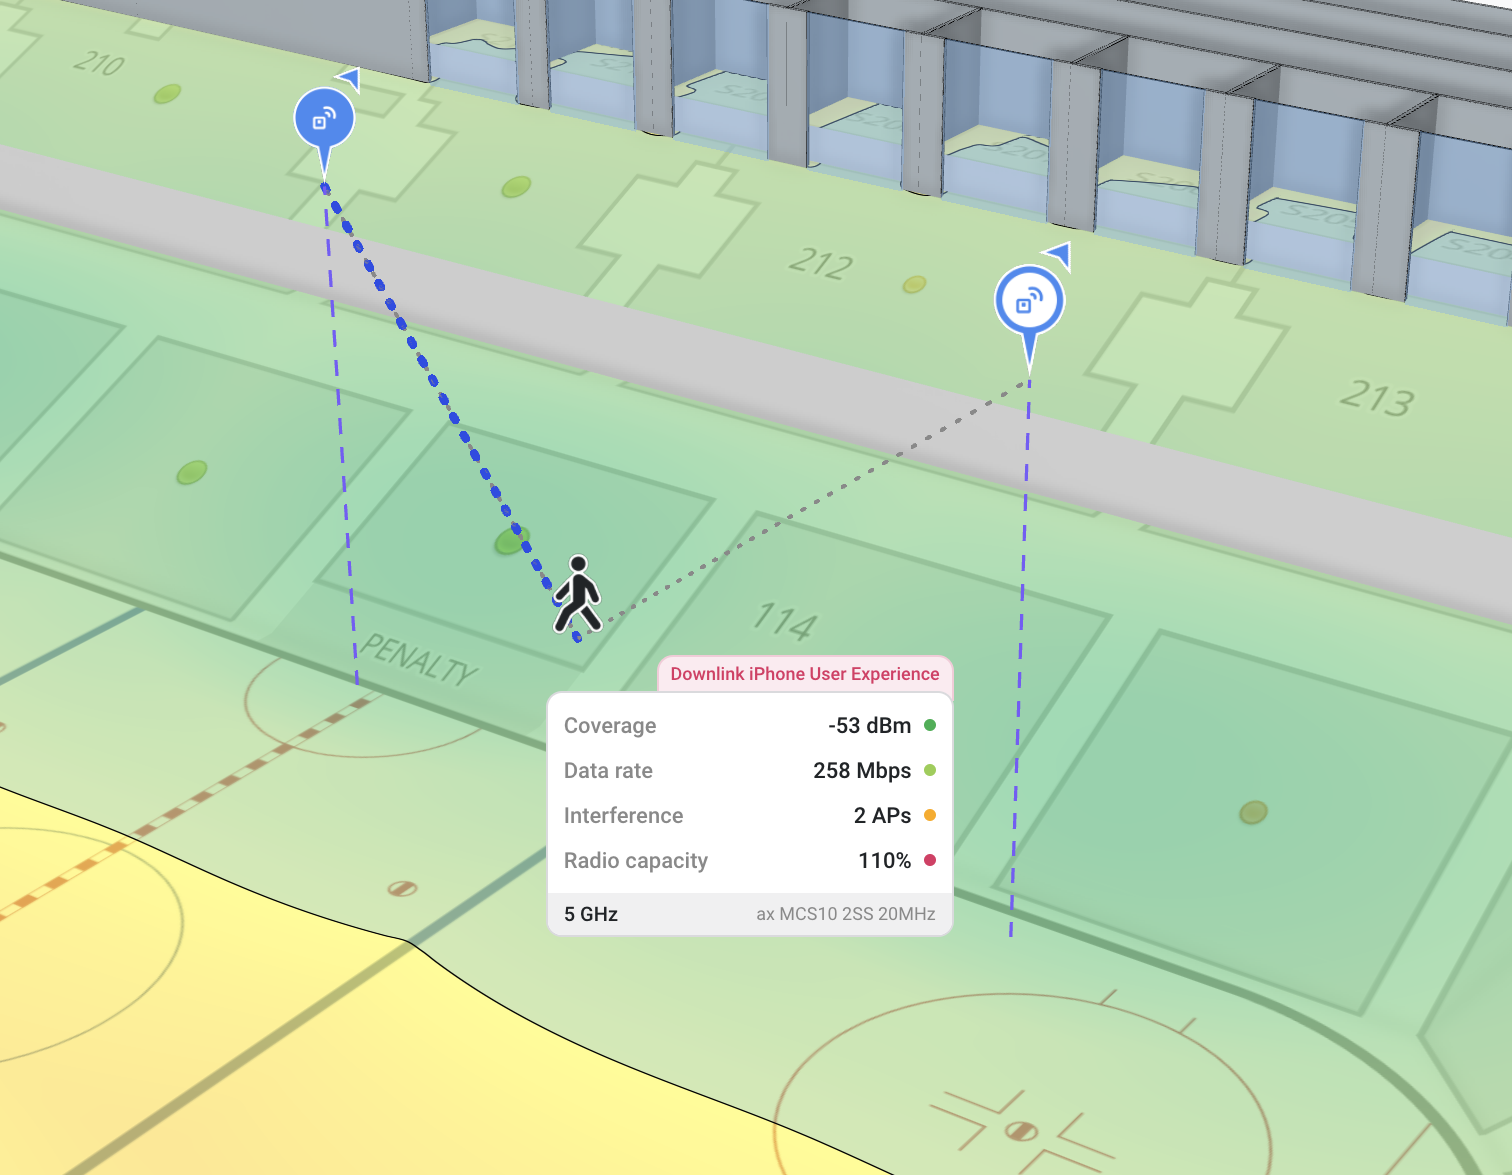 210
212
213
114
PENALTY
Downlink iPhone User Experience
Coverage -53 dBm
Data rate 258 Mbps
Interference 2 APs
Radio capacity 110%
5 GHz ax MCS10 2SS 20MHz